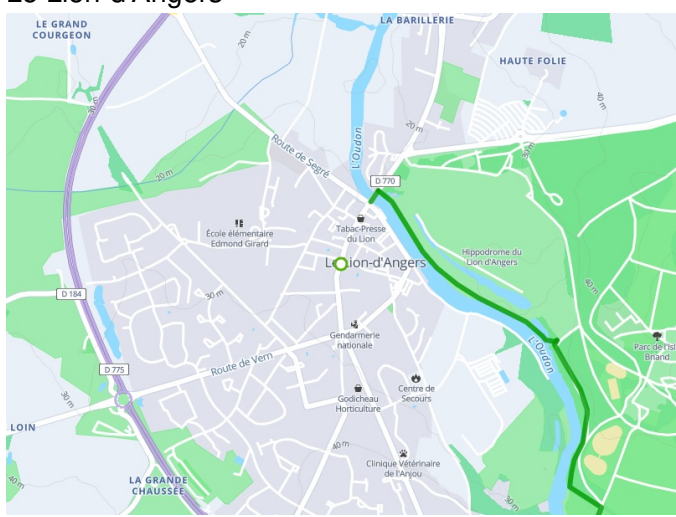 Le Lion-d'Angers
LE GRAND
COURGEON
LA BARILLERIE
HAUTE FOLIE
20 m
40 m
30 m
20 m
30 m
L'Oudon
Route de Segré
20 m
D 770
École élémentaire
Edmond Girard
Tabac-Presse
du Lion
Hippodrome du
Lion d'Angers
40 m
D 184
30 m
Gendarmerie
nationale
L'Oudon
Parc de l'Isl
Briand
Route de Vern
D 775
Centre de
Secours
Godicheau
Horticulture
30 m
LOIN
40 m
Clinique Vétérinaire
de l'Anjou
LA GRANDE
CHAUSSÉE
40 m
30 m